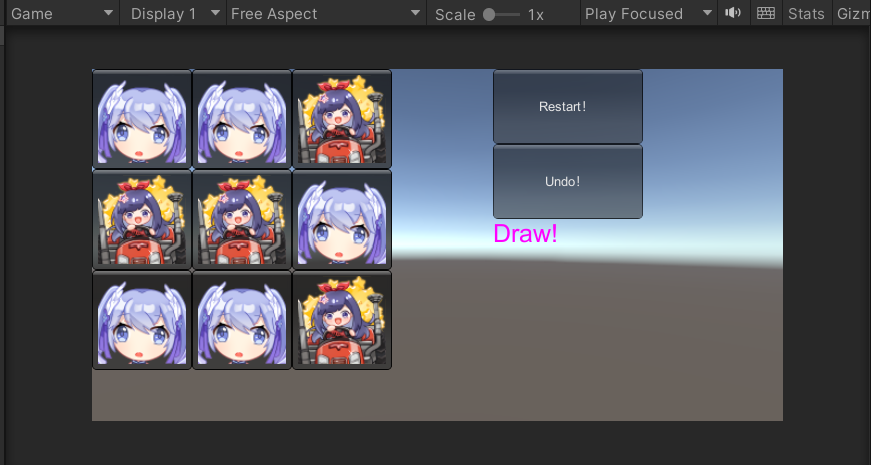 Game Display 1 Free Aspect Scale 1x Play Focused Stats Gizm
Restart!
Undo!
Draw!